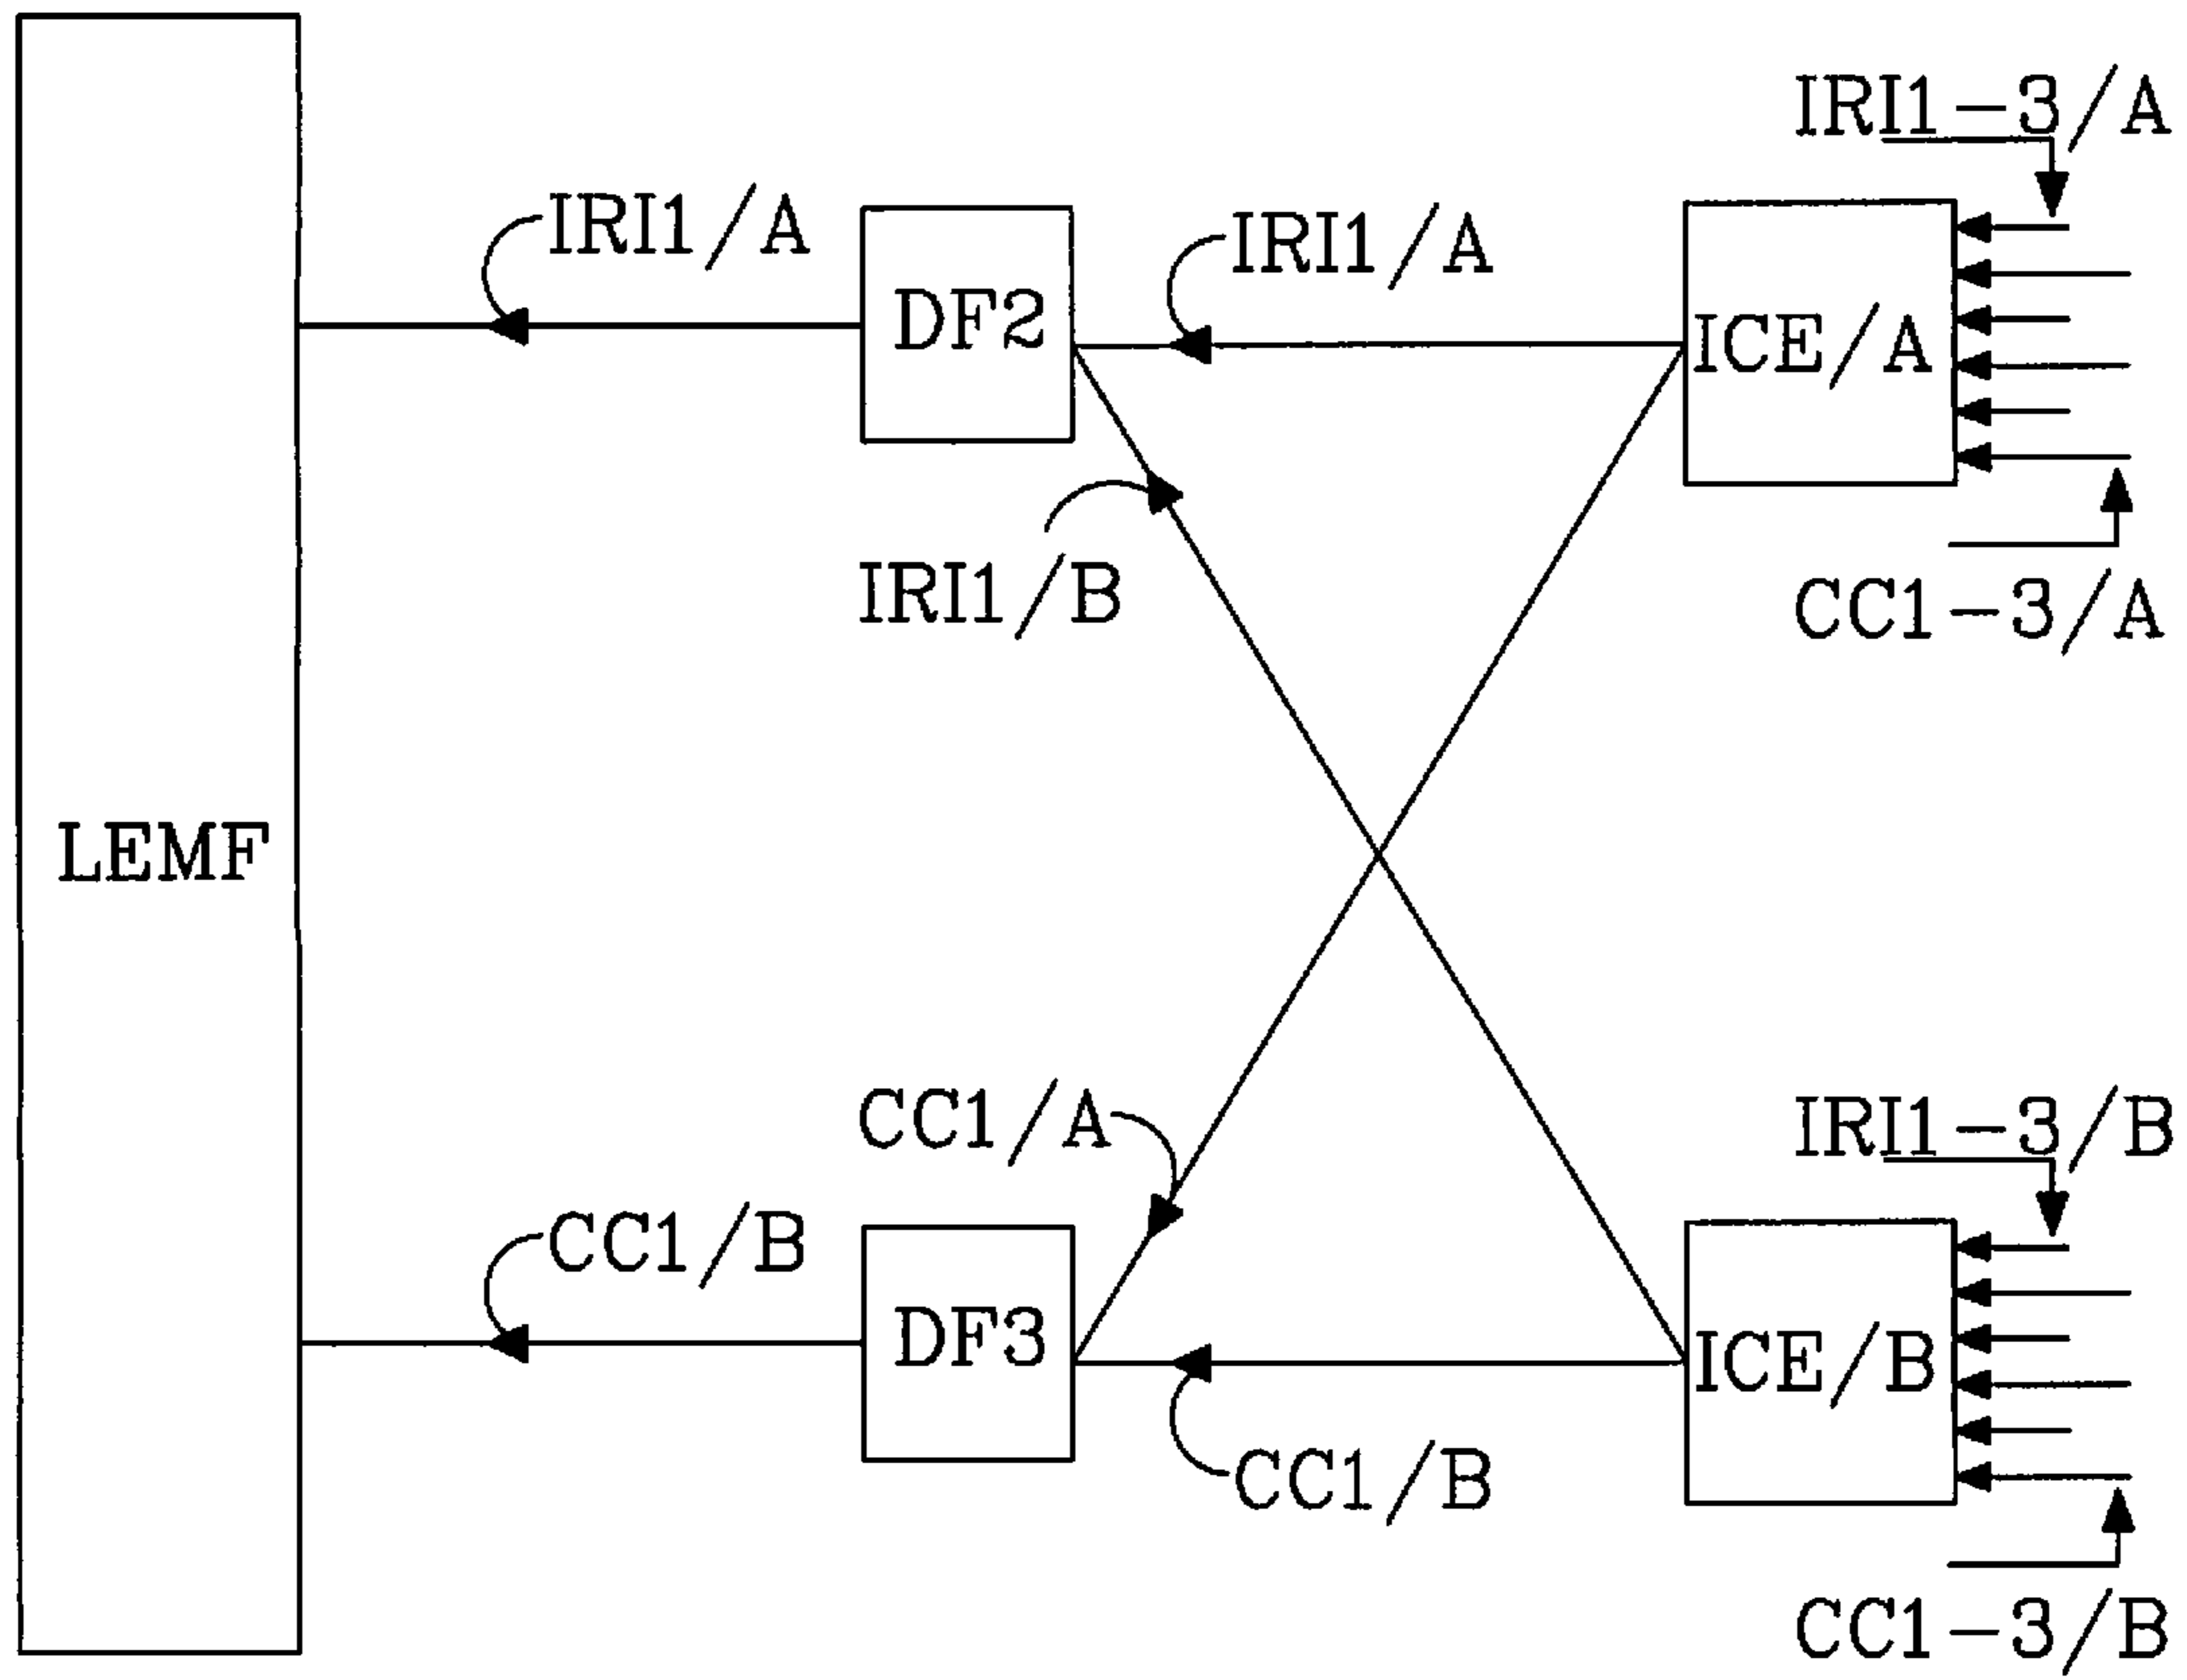 IRI1-3/A
IRI1/A
IRI1/A
DF2
ICE/A
IRI1/B
CC1-3/A
LEMF
CC1/A
IRI1-3/B
CC1/B
DF3
ICE/B
CC1/B
CC1-3/B